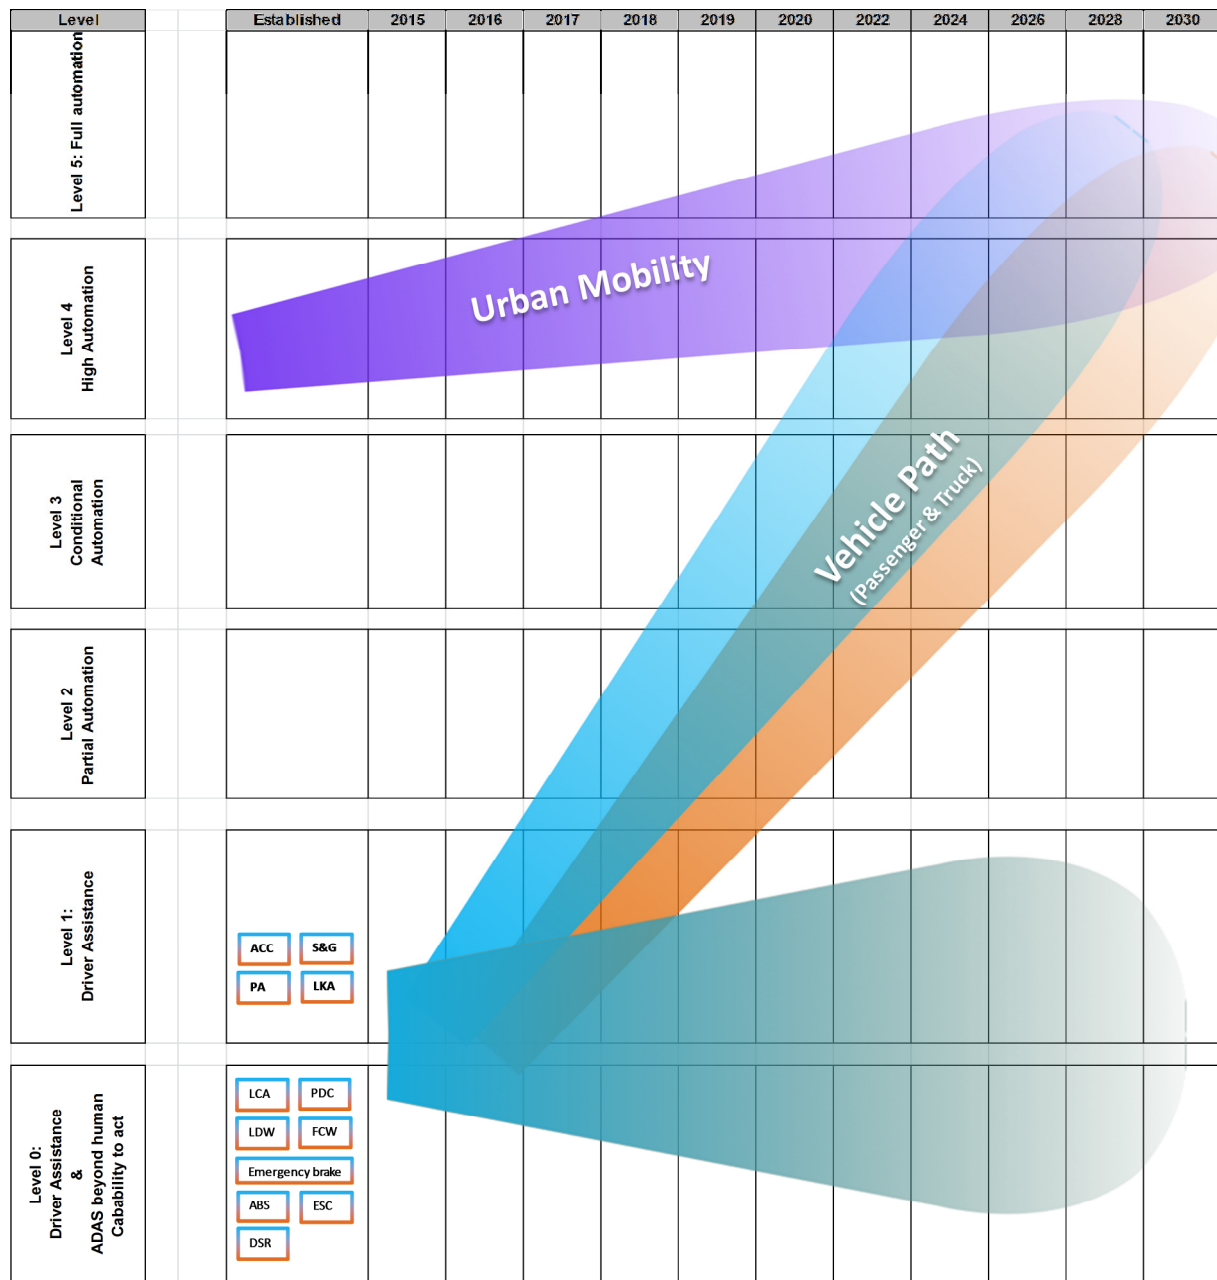 Level Established 2015 2016 2017 2018 2019 2020 2022 2024 2026 2028 2030
Level 5: Full automation
Level 4
High Automation
Urban Mobility
Level 3
Conditional
Automation
Vehicle Path
(Passenger & Truck)
Level 2
Partial Automation
Level 1:
Driver Assistance
ACC S&G
PA LKA
Level 0:
Driver Assistance
&
ADAS beyond human
Cabability to act
LCA PDC
LDW FCW
Emergency brake
ABS ESC
DSR